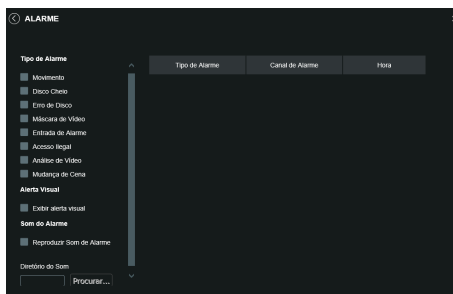 ALARME
Tipo de Alarme
Movimento
Disco Cheio
Erro de Disco
Máscara de Vídeo
Entrada de Alarme
Acesso Ilegal
Análise de Vídeo
Mudança de Cena
Alerta Visual
Exibir alerta visual
Som do Alarme
Reproduzir Som de Alarme
Diretório do Som
Procurar...
Tipo de Alarme Canal de Alarme Hora